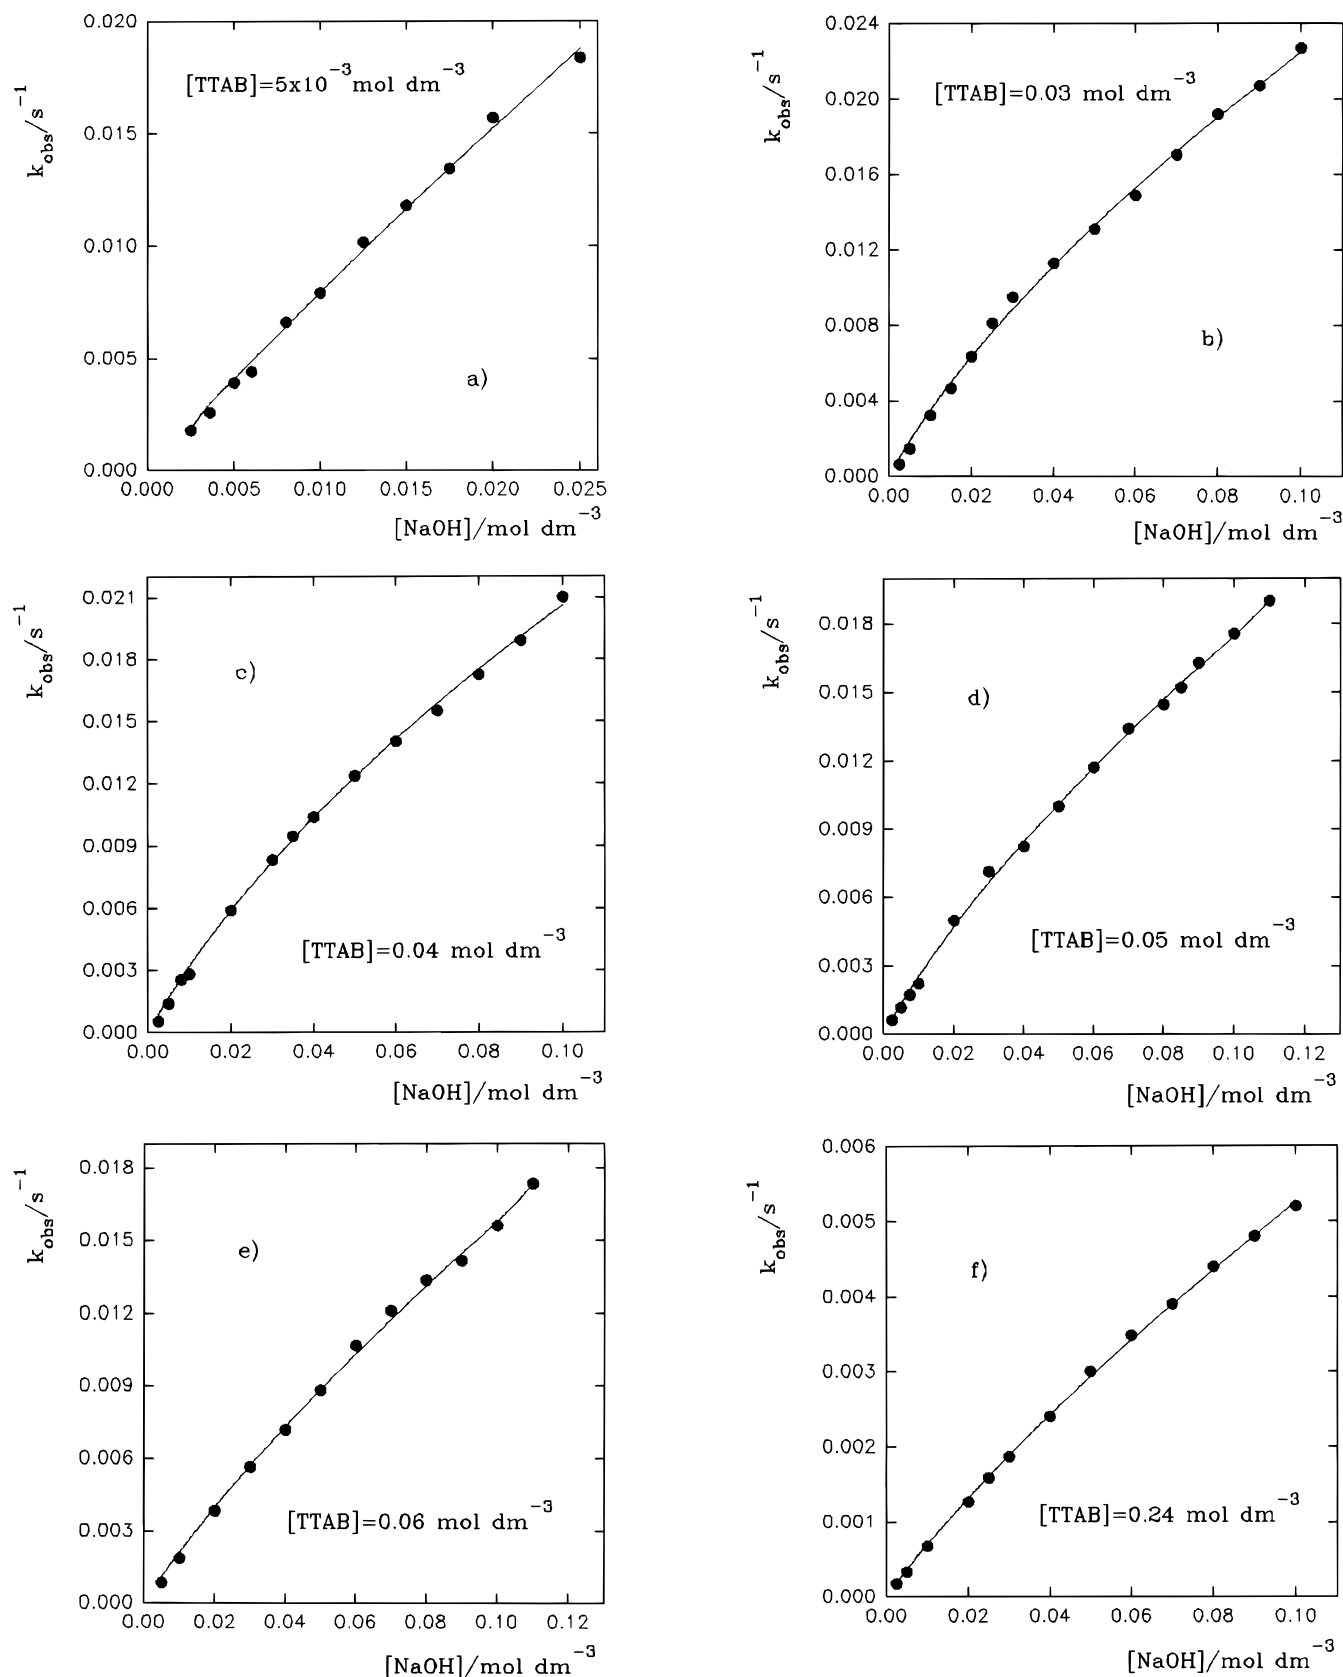 0.020
0.015
0.010
0.005
0.000
k_obs/s^−1
[TTAB]=5x10^−3 mol dm^−3
a)
0.000 0.005 0.010 0.015 0.020 0.025
[NaOH]/mol dm^−3
0.024
0.020
0.016
0.012
0.008
0.004
0.000
k_obs/s^−1
[TTAB]=0.03 mol dm^−3
b)
0.00 0.02 0.04 0.06 0.08 0.10
[NaOH]/mol dm^−3
0.021
0.018
0.015
0.012
0.009
0.006
0.003
0.000
k_obs/s^−1
c)
[TTAB]=0.04 mol dm^−3
0.00 0.02 0.04 0.06 0.08 0.10
[NaOH]/mol dm^−3
0.018
0.015
0.012
0.009
0.006
0.003
0.000
k_obs/s^−1
d)
[TTAB]=0.05 mol dm^−3
0.00 0.02 0.04 0.06 0.08 0.10 0.12
[NaOH]/mol dm^−3
0.018
0.015
0.012
0.009
0.006
0.003
0.000
k_obs/s^−1
e)
[TTAB]=0.06 mol dm^−3
0.00 0.02 0.04 0.06 0.08 0.10 0.12
[NaOH]/mol dm^−3
0.006
0.005
0.004
0.003
0.002
0.001
0.000
k_obs/s^−1
f)
[TTAB]=0.24 mol dm^−3
0.00 0.02 0.04 0.06 0.08 0.10
[NaOH]/mol dm^−3